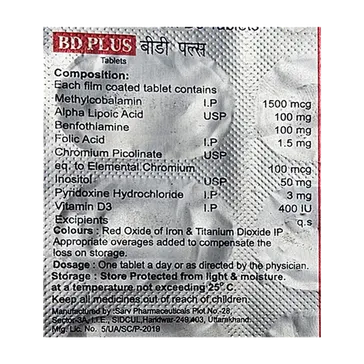 Tablets
BD PLUS बीडी प्लस
Tablets
Composition:
Each film coated tablet contains
Methylcobalamin I.P 1500 mcg
Alpha Lipoic Acid USP 100 mg
Benfothlamine 100 mg
Folic Acid I.P 1.5 mg
Chromium Picolinate USP
eq. to Elemental Chromium 100 mcg
Inositol USP 50 mg
Pyridoxine Hydrochloride I.P 3 mg
Vitamin D3 I.P 400 IU
Excipients q.s
Colours : Red Oxide of Iron & Titanium Dioxide IP
Appropriate overages added to compensate the
loss on storage.
Dosage : One tablet a day or as directed by the physician.
Storage : Store Protected from light & moisture.
at a temperature not exceeding 25° C.
Keep all medicines out of reach of children.
Manufactured by :Sarv Pharmaceuticals Plot No.-28,
Sector-3A, I.I.E., SIDCUL, Haridwar-249 403, Uttarakhand.
Mfg. Lic. No. 5/UA/SC/P-2019